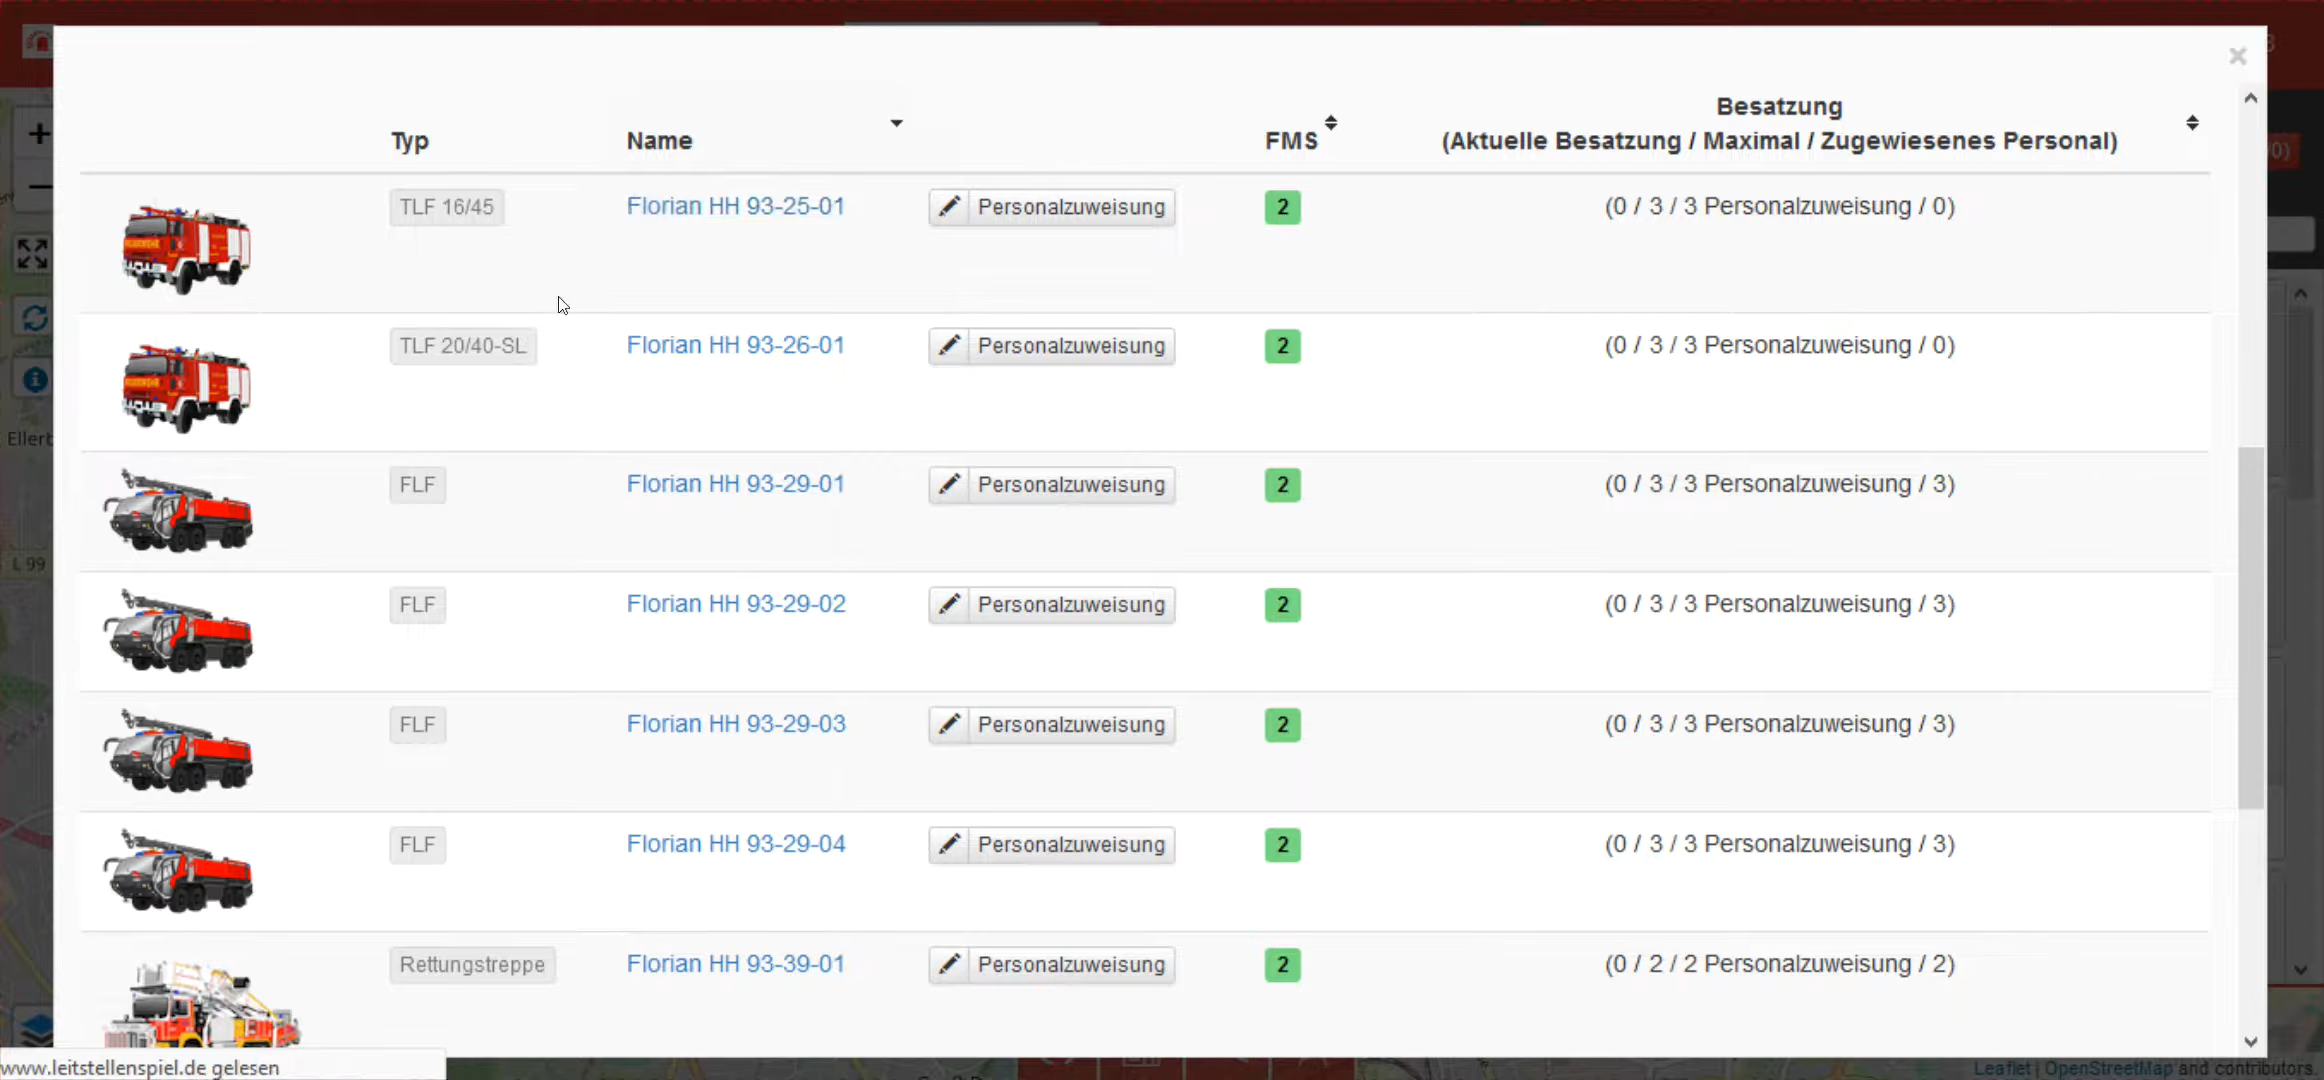 Besatzung
Typ Name FMS (Aktuelle Besatzung / Maximal / Zugewiesenes Personal)
TLF 16/45 Florian HH 93-25-01 Personalzuweisung 2 (0 / 3 / 3 Personalzuweisung / 0)
TLF 20/40-SL Florian HH 93-26-01 Personalzuweisung 2 (0 / 3 / 3 Personalzuweisung / 0)
FLF Florian HH 93-29-01 Personalzuweisung 2 (0 / 3 / 3 Personalzuweisung / 3)
L 99
FLF Florian HH 93-29-02 Personalzuweisung 2 (0 / 3 / 3 Personalzuweisung / 3)
FLF Florian HH 93-29-03 Personalzuweisung 2 (0 / 3 / 3 Personalzuweisung / 3)
FLF Florian HH 93-29-04 Personalzuweisung 2 (0 / 3 / 3 Personalzuweisung / 3)
Rettungstreppe Florian HH 93-39-01 Personalzuweisung 2 (0 / 2 / 2 Personalzuweisung / 2)
www.leitstellenspiel.de gelesen
Leaflet | OpenStreetMap and contributors